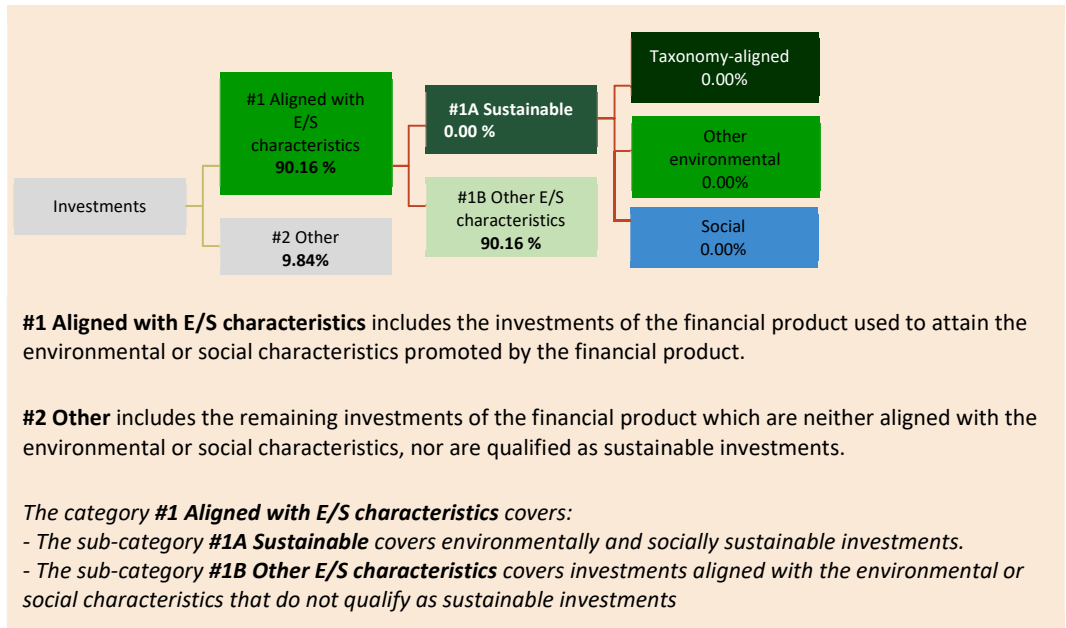 Investments
#1 Aligned with
E/S
characteristics
90.16 %
#2 Other
9.84%
#1A Sustainable
0.00 %
#1B Other E/S
characteristics
90.16 %
Taxonomy-aligned
0.00%
Other
environmental
0.00%
Social
0.00%
#1 Aligned with E/S characteristics includes the investments of the financial product used to attain the
environmental or social characteristics promoted by the financial product.
#2 Other includes the remaining investments of the financial product which are neither aligned with the
environmental or social characteristics, nor are qualified as sustainable investments.
The category #1 Aligned with E/S characteristics covers:
- The sub-category #1A Sustainable covers environmentally and socially sustainable investments.
- The sub-category #1B Other E/S characteristics covers investments aligned with the environmental or
social characteristics that do not qualify as sustainable investments